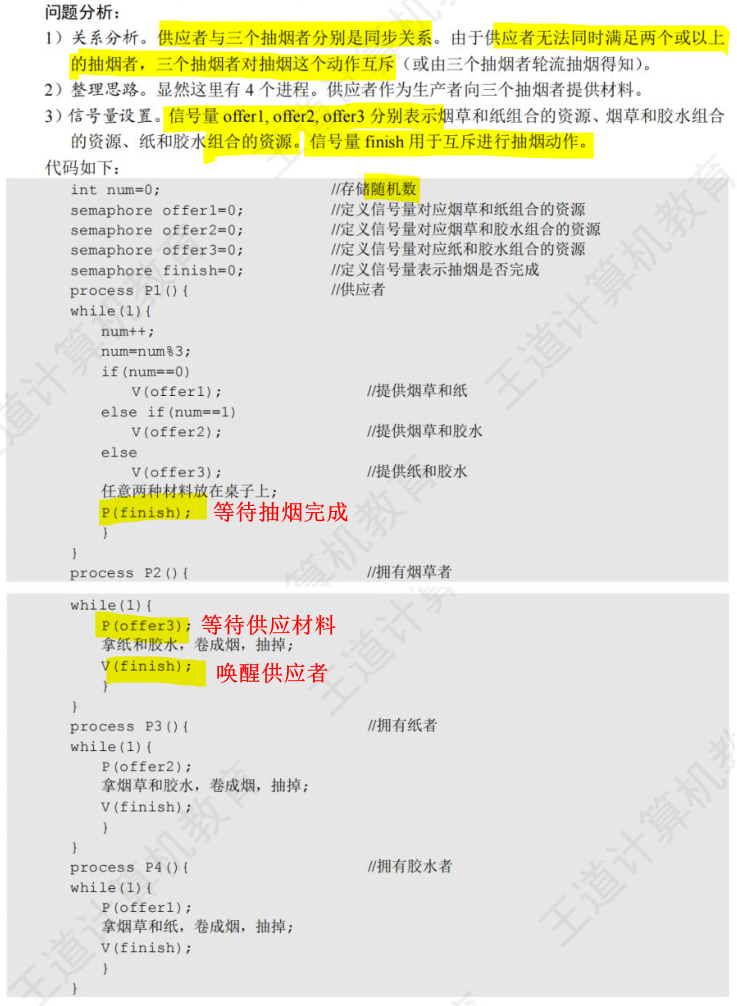 问题分析：
1）关系分析。供应者与三个抽烟者分别是同步关系。由于供应者无法同时满足两个或以上
的抽烟者，三个抽烟者对抽烟这个动作互斥（或由三个抽烟者轮流抽烟得知）。
2）整理思路。显然这里有 4 个进程。供应者作为生产者向三个抽烟者提供材料。
3）信号量设置。信号量 offer1, offer2, offer3 分别表示烟草和纸组合的资源、烟草和胶水组合
的资源、纸和胶水组合的资源。信号量 finish 用于互斥进行抽烟动作。
代码如下：
int num=0; //存储随机数
semaphore offer1=0; //定义信号量对应烟草和纸组合的资源
semaphore offer2=0; //定义信号量对应烟草和胶水组合的资源
semaphore offer3=0; //定义信号量对应纸和胶水组合的资源
semaphore finish=0; //定义信号量表示抽烟是否完成
process P1(){ //供应者
while(1){
num++;
num=num%3;
if(num==0)
V(offer1); //提供烟草和纸
else if(num==1)
V(offer2); //提供烟草和胶水
else
V(offer3); //提供纸和胶水
任意两种材料放在桌子上;
P(finish); 等待抽烟完成
}
}
process P2(){ //拥有烟草者
while(1){
P(offer3); 等待供应材料
拿纸和胶水，卷成烟，抽掉;
V(finish); 唤醒供应者
}
}
process P3(){ //拥有纸者
while(1){
P(offer2);
拿烟草和胶水，卷成烟，抽掉;
V(finish);
}
}
process P4(){ //拥有胶水者
while(1){
P(offer1);
拿烟草和纸，卷成烟，抽掉;
V(finish);
}
}
王道计算机教育